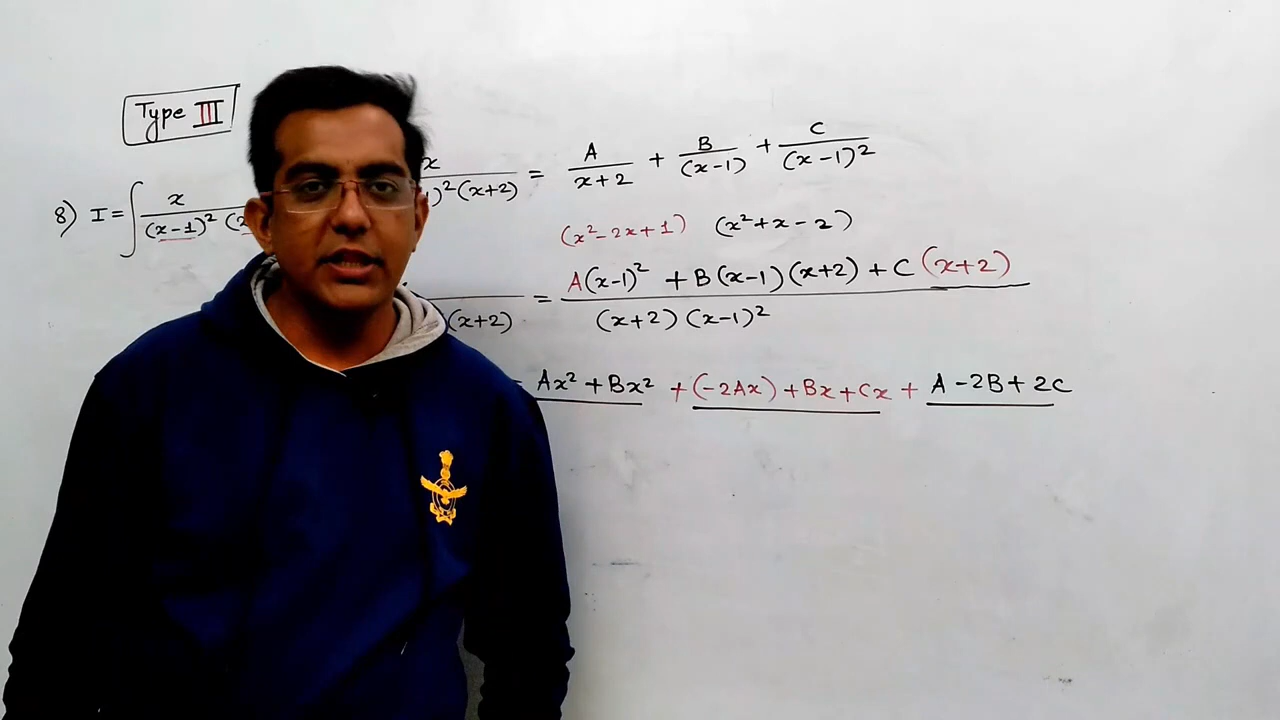 Type III
x = A + B + C
8) I = ∫ x )²(x+2) x+2 (x-1) (x-1)²
(x-1)² (x²-2x+1) (x²+x-2)
= A(x-1)² + B(x-1)(x+2) + C(x+2)
(x+2) (x+2)(x-1)²
= Ax² + Bx² + (-2Ax) + Bx + Cx + A - 2B + 2C